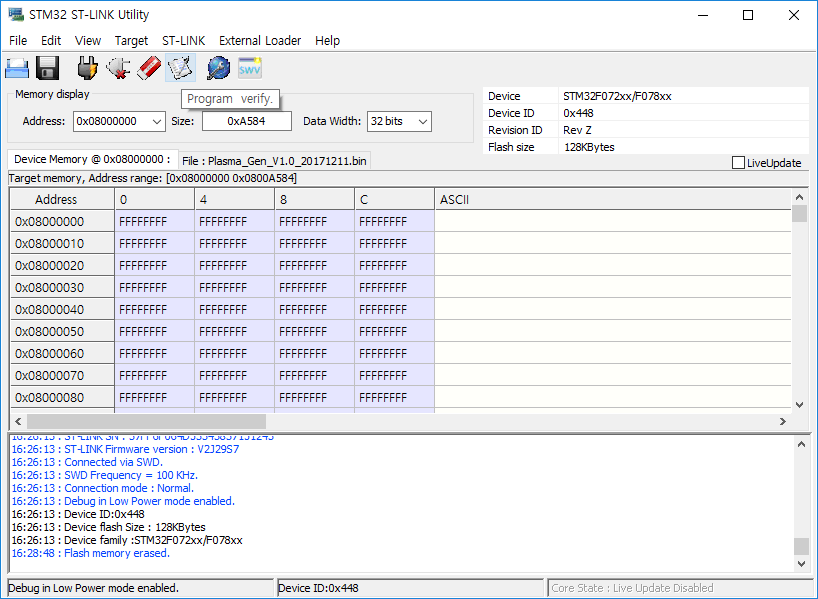 STM32 ST-LINK Utility
File Edit View Target ST-LINK External Loader Help
SWV
Memory display
Program verify.
Address: 0x08000000 Size: 0xA584 Data Width: 32 bits
Device STM32F072xx/F078xx
Device ID 0x448
Revision ID Rev Z
Flash size 128KBytes
LiveUpdate
Device Memory @ 0x08000000 : File : Plasma_Gen_V1.0_20171211.bin
Target memory, Address range: [0x08000000 0x0800A584]
Address 0 4 8 C ASCII
0x08000000 FFFFFFFF FFFFFFFF FFFFFFFF FFFFFFFF
0x08000010 FFFFFFFF FFFFFFFF FFFFFFFF FFFFFFFF
0x08000020 FFFFFFFF FFFFFFFF FFFFFFFF FFFFFFFF
0x08000030 FFFFFFFF FFFFFFFF FFFFFFFF FFFFFFFF
0x08000040 FFFFFFFF FFFFFFFF FFFFFFFF FFFFFFFF
0x08000050 FFFFFFFF FFFFFFFF FFFFFFFF FFFFFFFF
0x08000060 FFFFFFFF FFFFFFFF FFFFFFFF FFFFFFFF
0x08000070 FFFFFFFF FFFFFFFF FFFFFFFF FFFFFFFF
0x08000080 FFFFFFFF FFFFFFFF FFFFFFFF FFFFFFFF
16:26:13 : ST-LINK SN :
16:26:13 : ST-LINK Firmware version : V2J29S7
16:26:13 : Connected via SWD.
16:26:13 : SWD Frequency = 100 KHz.
16:26:13 : Connection mode : Normal.
16:26:13 : Debug in Low Power mode enabled.
16:26:13 : Device ID:0x448
16:26:13 : Device flash Size : 128KBytes
16:26:13 : Device family :STM32F072xx/F078xx
16:28:48 : Flash memory erased.
Debug in Low Power mode enabled. Device ID:0x448 Core State : Live Update Disabled